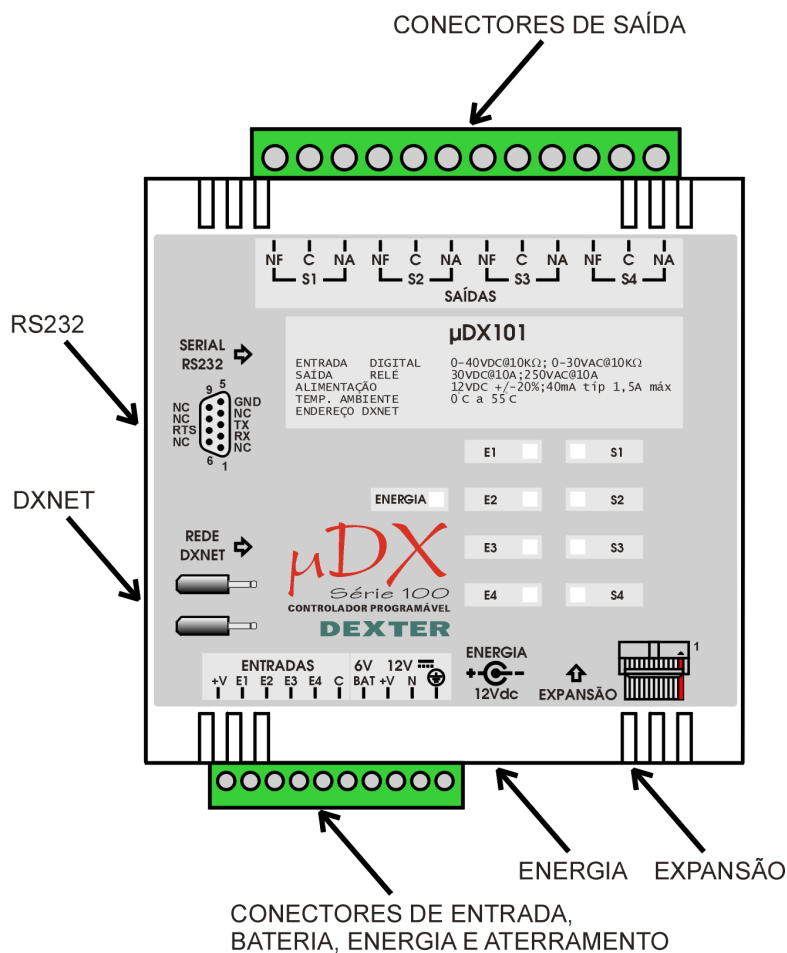 CONECTORES DE SAÍDA
NF C NA NF C NA NF C NA NF C NA
S1 S2 S3 S4
SAÍDAS
RS232
SERIAL
RS232
µDX101
ENTRADA DIGITAL 0-40VDC@10KΩ; 0-30VAC@10KΩ
SAÍDA RELÉ 30VDC@10A;250VAC@10A
ALIMENTAÇÃO 12VDC +/-20%;40mA típ 1,5A máx
TEMP. AMBIENTE 0°C a 55°C
ENDEREÇO DXNET
9 5
NC GND
NC NC
RTS TX
NC RX
NC
6 1
E1 S1
DXNET
ENERGIA E2 S2
REDE
DXNET
E3 S3
µDX
Série 100
E4 S4
CONTROLADOR PROGRAMÁVEL
DEXTER
ENTRADAS 6V 12V
+V E1 E2 E3 E4 C BAT +V N
ENERGIA
+ -
12Vdc
EXPANSÃO
1
ENERGIA EXPANSÃO
CONECTORES DE ENTRADA,
BATERIA, ENERGIA E ATERRAMENTO